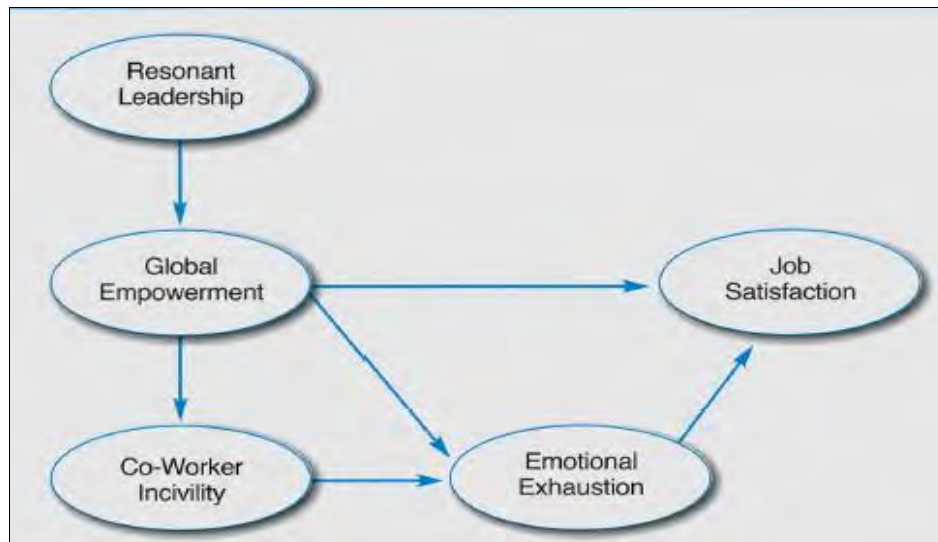 Resonant
Leadership
Global
Empowerment
Job
Satisfaction
Co-Worker
Incivility
Emotional
Exhaustion